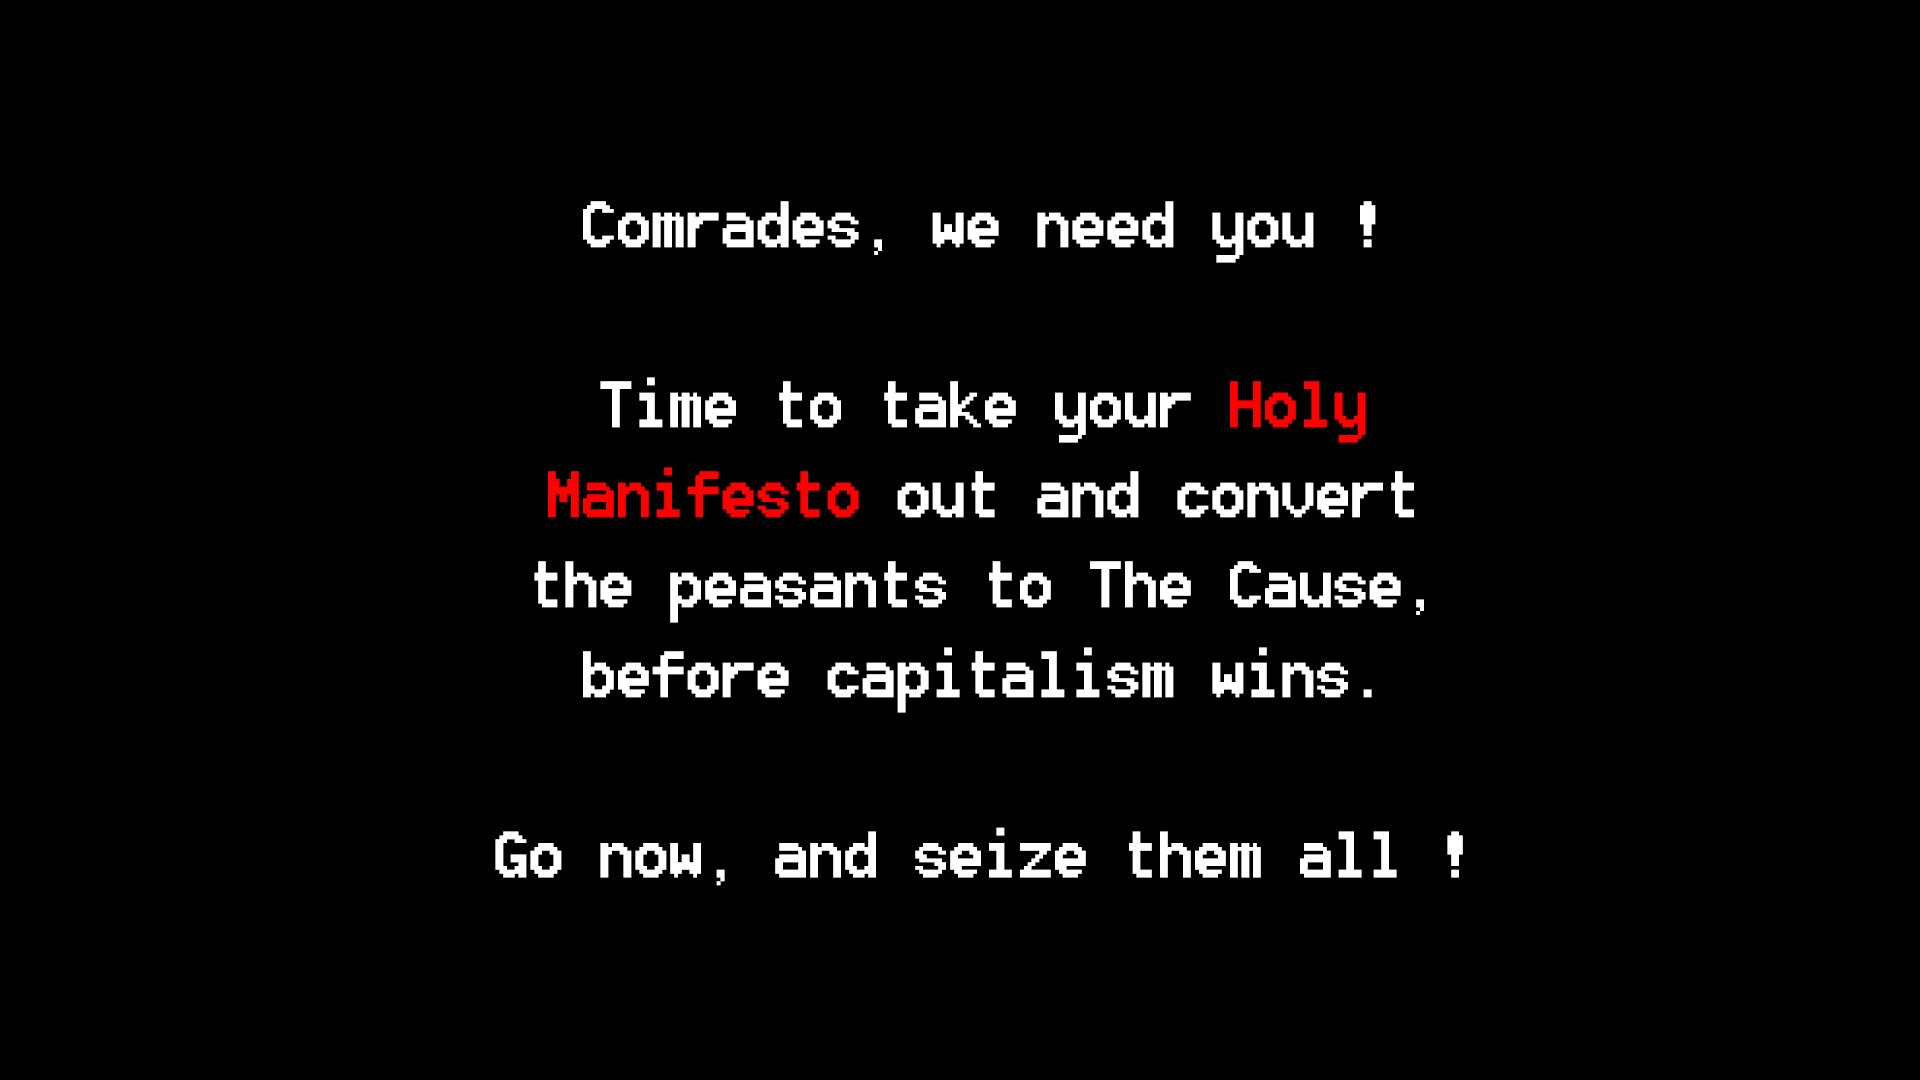 Comrades, we need you !
Time to take your Holy
Manifesto out and convert
the peasants to The Cause,
before capitalism wins.
Go now, and seize them all !